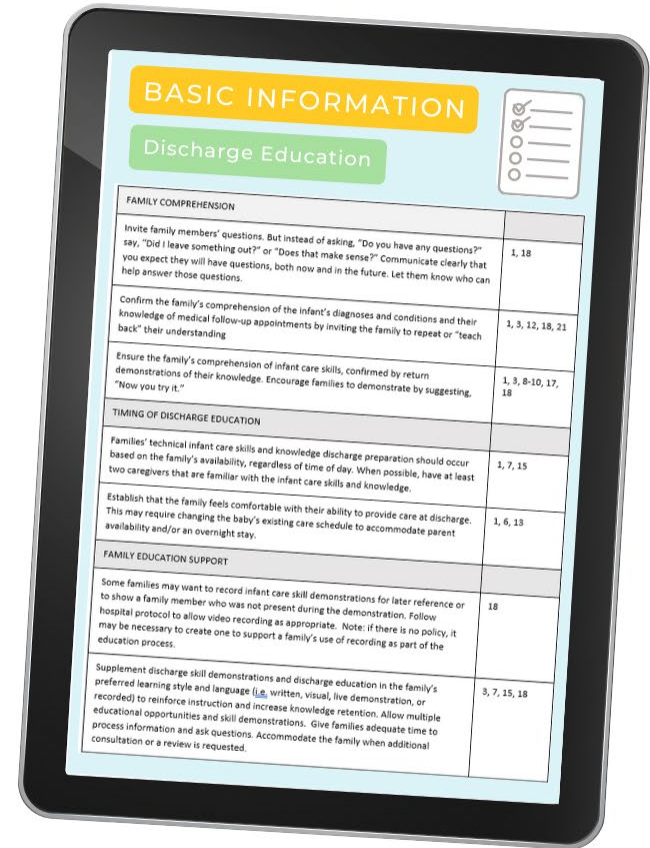 BASIC INFORMATION
Discharge Education
FAMILY COMPREHENSION
Invite family members' questions. But instead of asking, "Do you have any questions?"
say, "Did I leave something out?" or "Does that make sense?" Communicate clearly that
you expect they will have questions, both now and in the future. Let them know who can
help answer those questions.
1, 18
Confirm the family's comprehension of the infant's diagnoses and conditions and their
knowledge of medical follow-up appointments by inviting the family to repeat or "teach
back" their understanding
1, 3, 12, 18, 21
Ensure the family's comprehension of infant care skills, confirmed by return
demonstrations of their knowledge. Encourage families to demonstrate by suggesting,
"Now you try it."
1, 3, 8-10, 17,
18
TIMING OF DISCHARGE EDUCATION
Families' technical infant care skills and knowledge discharge preparation should occur
based on the family's availability, regardless of time of day. When possible, have at least
two caregivers that are familiar with the infant care skills and knowledge.
1, 7, 15
Establish that the family feels comfortable with their ability to provide care at discharge.
This may require changing the baby's existing care schedule to accommodate parent
availability and/or an overnight stay.
1, 6, 13
FAMILY EDUCATION SUPPORT
Some families may want to record infant care skill demonstrations for later reference or
to show a family member who was not present during the demonstration. Follow
hospital protocol to allow video recording as appropriate. Note: if there is no policy, it
may be necessary to create one to support a family's use of recording as part of the
education process.
18
Supplement discharge skill demonstrations and discharge education in the family's
preferred learning style and language (i.e. written, visual, live demonstration, or
recorded) to reinforce instruction and increase knowledge retention. Allow multiple
educational opportunities and skill demonstrations. Give families adequate time to
process information and ask questions. Accommodate the family when additional
consultation or a review is requested.
3, 7, 15, 18